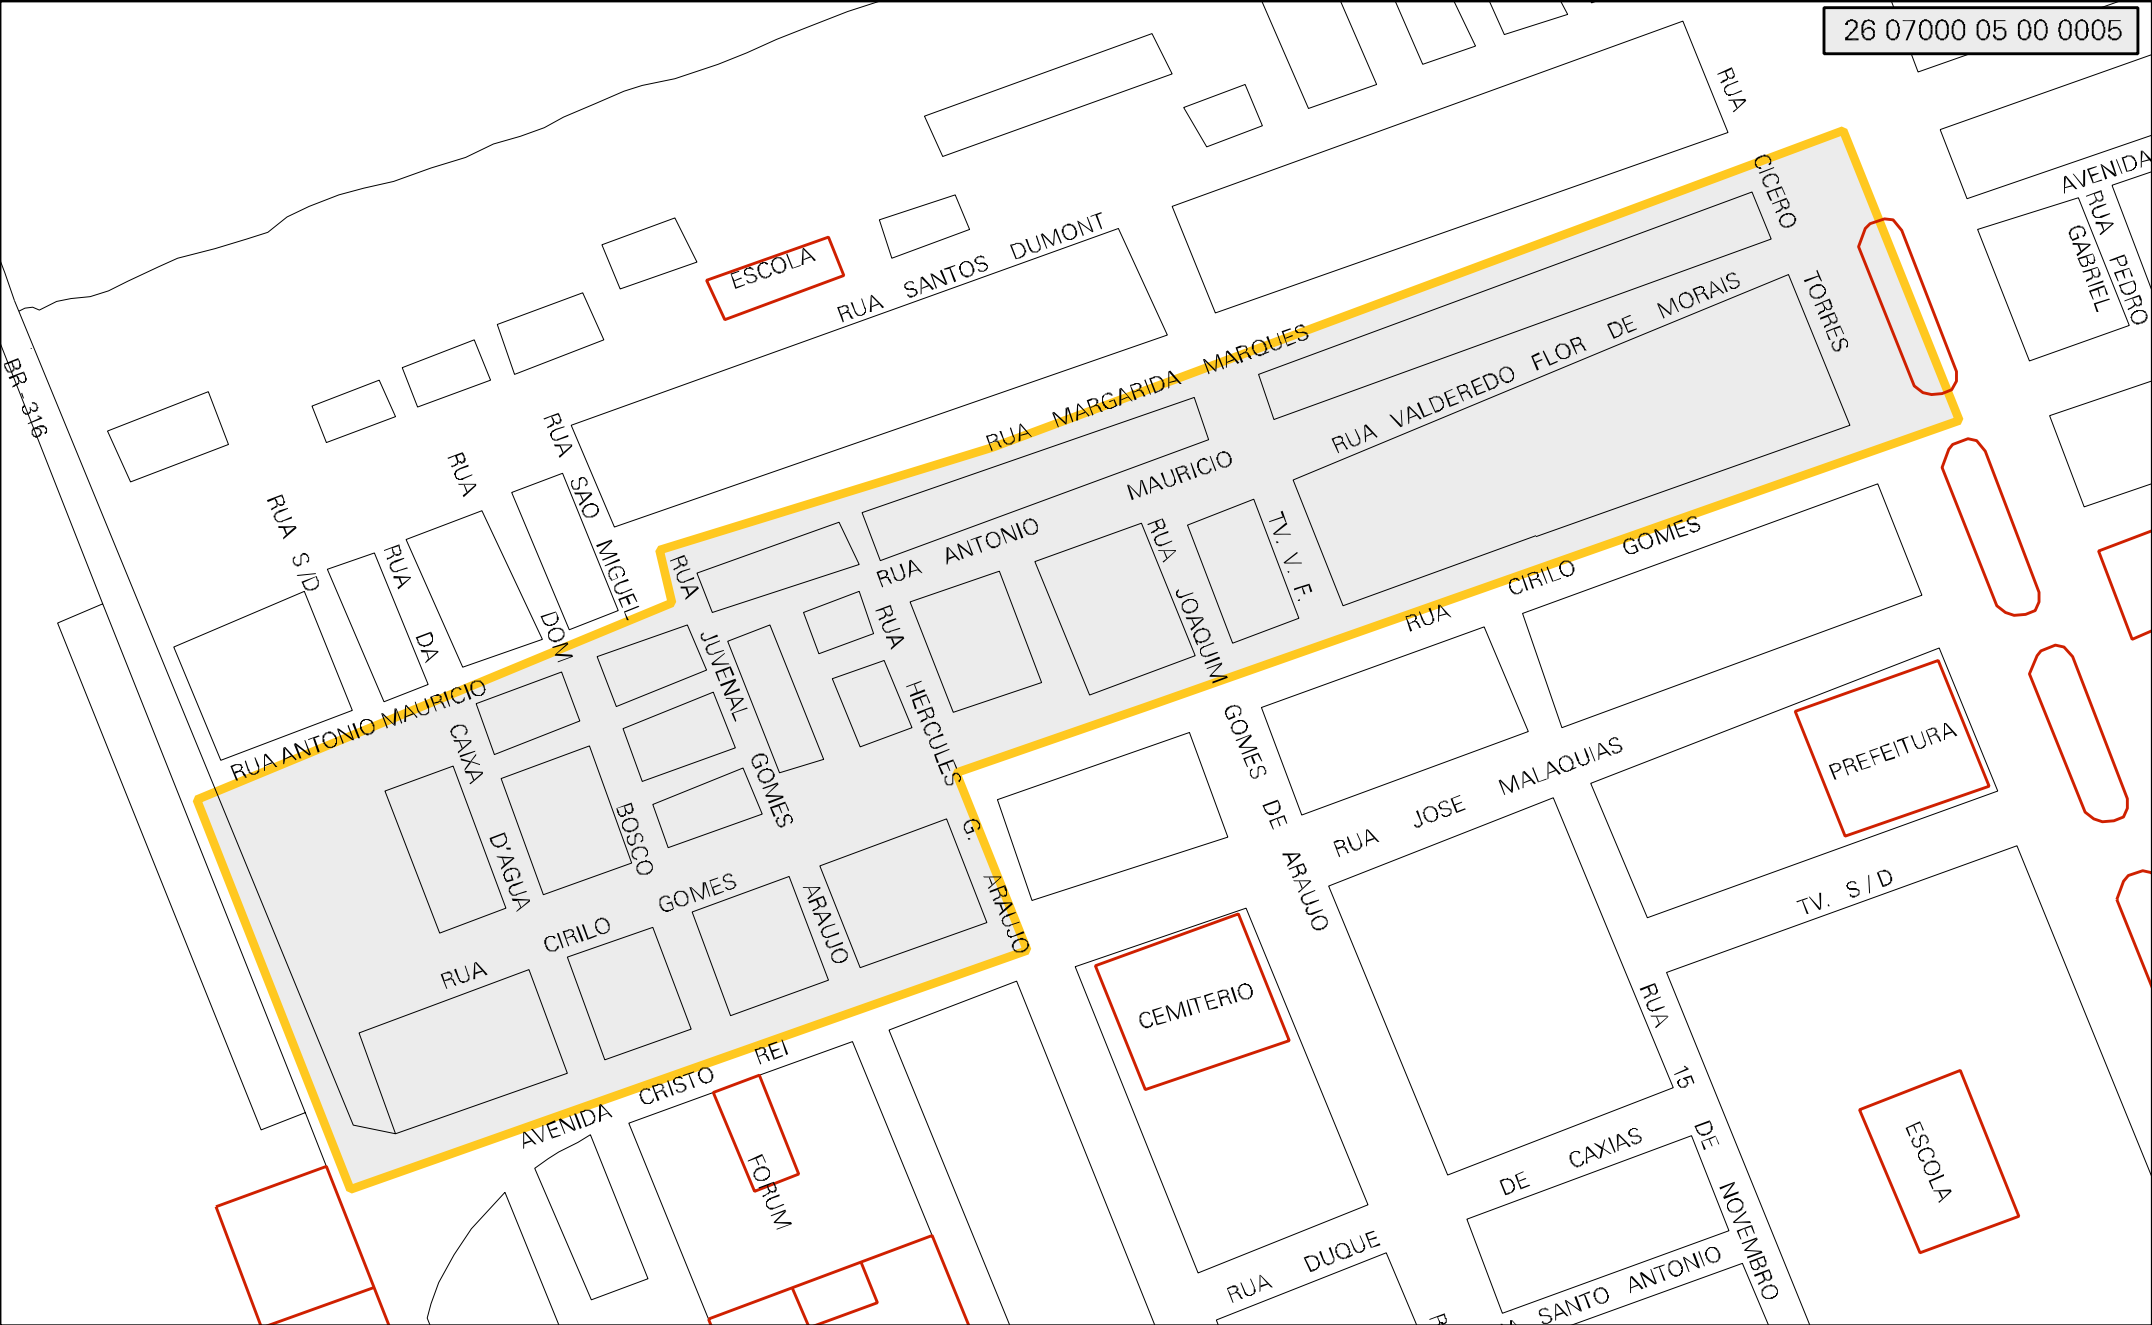 26 07000 05 00 0005
RUA CICERO TORRES
AVENIDA
RUA PEDRO
GABRIEL
ESCOLA
RUA SANTOS DUMONT
RUA MARGARIDA MARQUES
RUA VALDEREDO FLOR DE MORAIS
BR - 316
RUA S/D
RUA DA CAIXA D'AGUA
RUA DOM BOSCO
RUA SAO MIGUEL
RUA JUVENAL GOMES ARAUJO
RUA ANTONIO MAURICIO
RUA ANTONIO MAURICIO
RUA HERCULES G. ARAUJO
RUA JOAQUIM GOMES DE ARAUJO
TV. V. F.
RUA CIRILO GOMES
RUA CIRILO GOMES
RUA JOSE MALAQUIAS
PREFEITURA
TV. S/D
CEMITERIO
AVENIDA CRISTO REI
FORUM
RUA 15 DE NOVEMBRO
ESCOLA
RUA DUQUE DE CAXIAS
SANTO ANTONIO